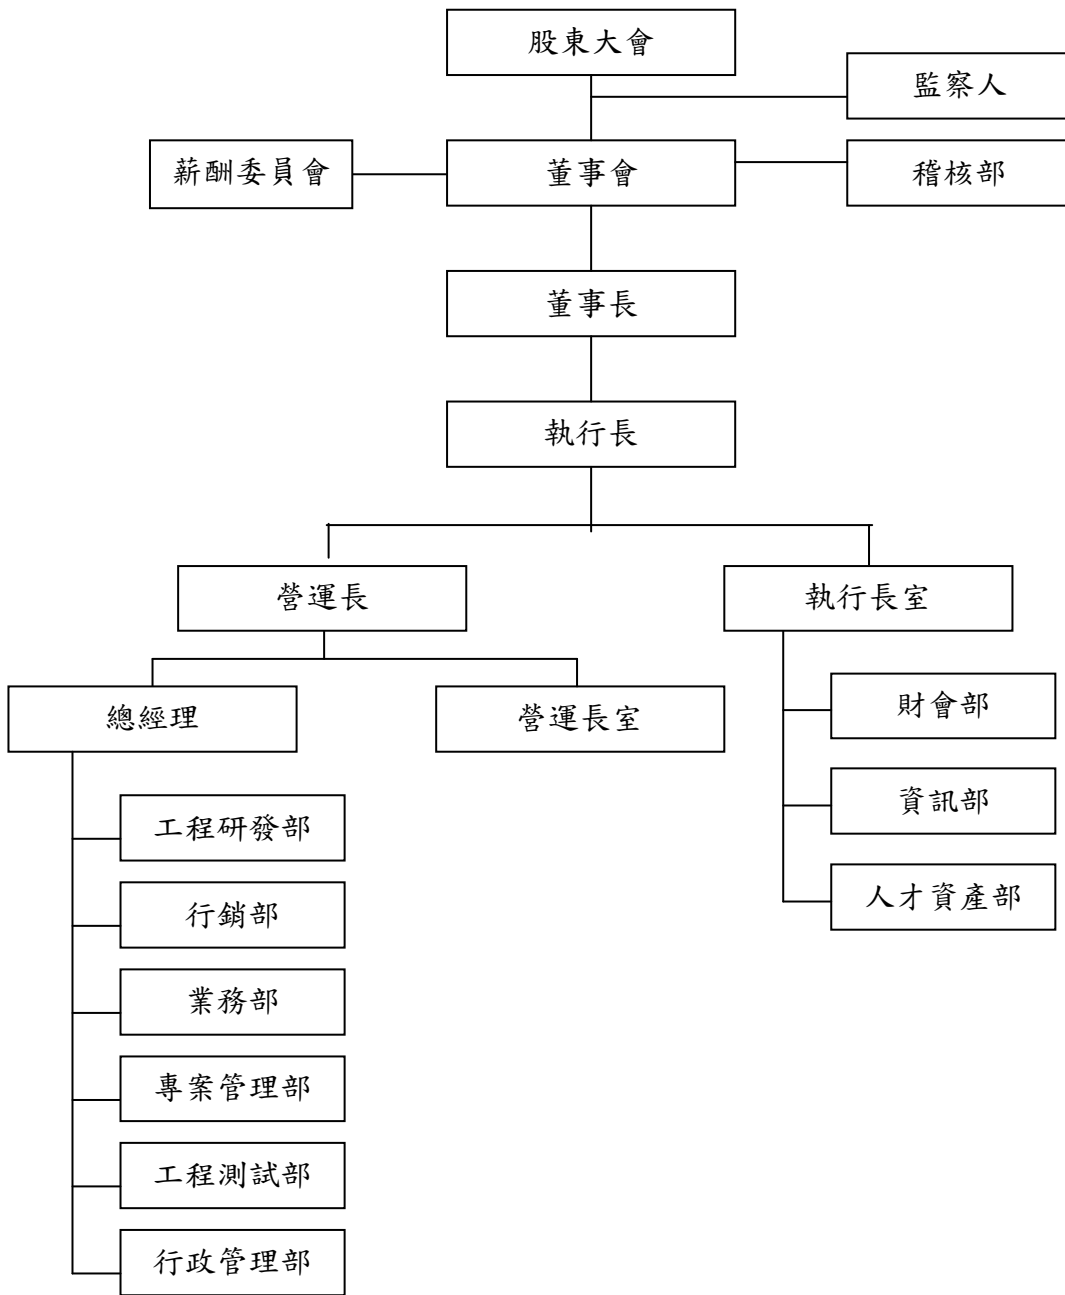 股東大會
監察人
薪酬委員會
董事會
稽核部
董事長
執行長
營運長
執行長室
總經理
營運長室
財會部
資訊部
人才資產部
工程研發部
行銷部
業務部
專案管理部
工程測試部
行政管理部